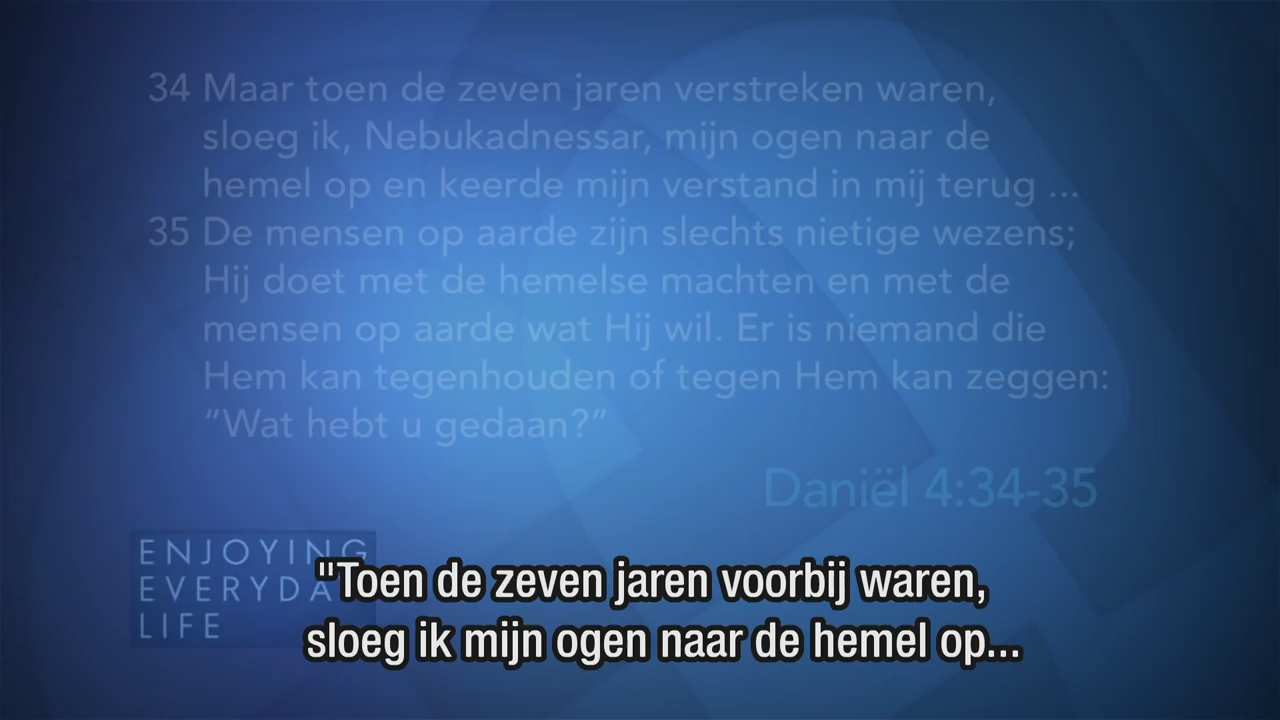 34 Maar toen de zeven jaren verstreken waren,
sloeg ik, Nebukadnessar, mijn ogen naar de
hemel op en keerde mijn verstand in mij terug ...
35 De mensen op aarde zijn slechts nietige wezens;
Hij doet met de hemelse machten en met de
mensen op aarde wat Hij wil. Er is niemand die
Hem kan tegenhouden of tegen Hem kan zeggen:
“Wat hebt u gedaan?”
Daniël 4:34-35
ENJOYING
EVERYDA
LIFE
"Toen de zeven jaren voorbij waren,
sloeg ik mijn ogen naar de hemel op...